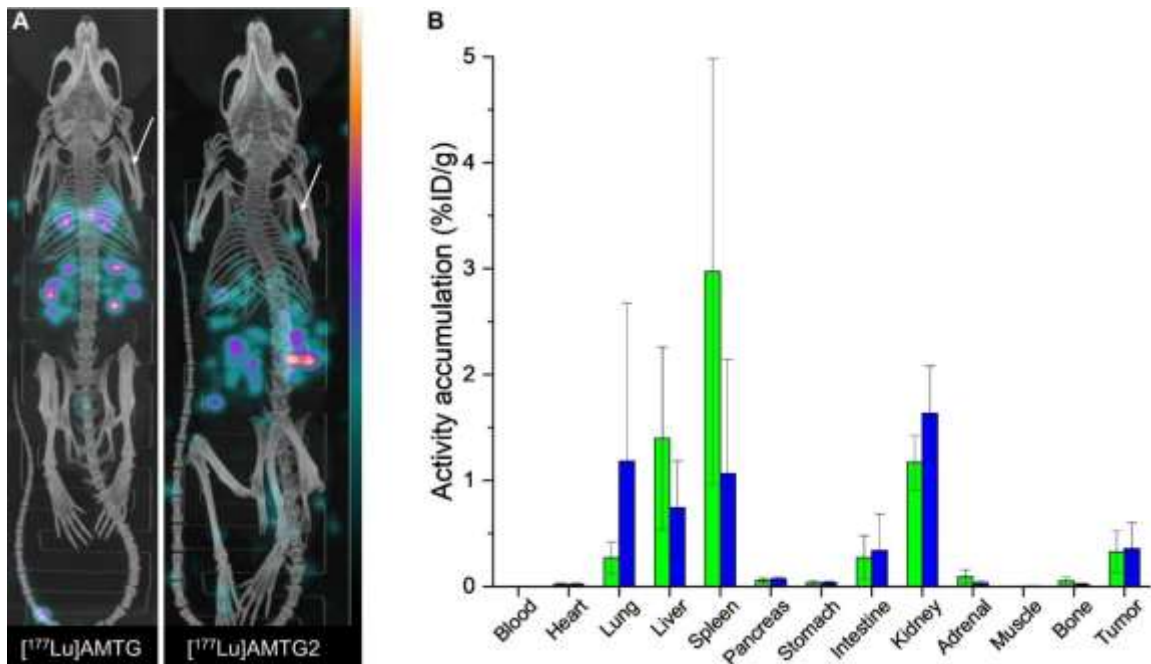 A
[¹⁷⁷Lu]AMTG
[¹⁷⁷Lu]AMTG2
B
Activity accumulation (%ID/g)
5
4
3
2
1
0
Blood
Heart
Lung
Liver
Spleen
Pancreas
Stomach
Intestine
Kidney
Adrenal
Muscle
Bone
Tumor